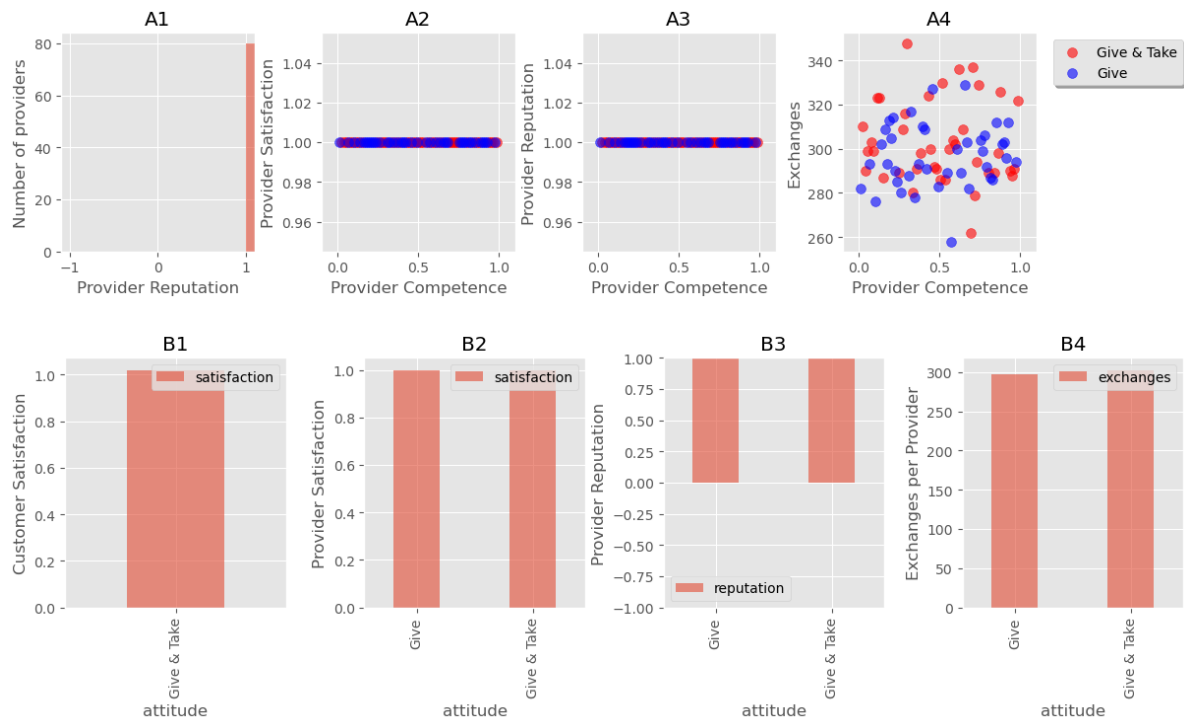 A1
A2
A3
A4
Number of providers
80
60
40
20
0
-1
0
1
Provider Reputation
Provider Satisfaction
1.04
1.02
1.00
0.98
0.96
0.0
0.5
1.0
Provider Competence
Provider Reputation
1.04
1.02
1.00
0.98
0.96
0.0
0.5
1.0
Provider Competence
Exchanges
340
320
300
280
260
0.0
0.5
1.0
Provider Competence
Give & Take
Give
B1
B2
B3
B4
Customer Satisfaction
1.0
0.8
0.6
0.4
0.2
0.0
satisfaction
Give & Take
attitude
Provider Satisfaction
1.0
0.8
0.6
0.4
0.2
0.0
satisfaction
Give
Give & Take
attitude
Provider Reputation
1.00
0.75
0.50
0.25
0.00
−0.25
−0.50
−0.75
−1.00
reputation
Give
Give & Take
attitude
Exchanges per Provider
300
250
200
150
100
50
0
exchanges
Give
Give & Take
attitude